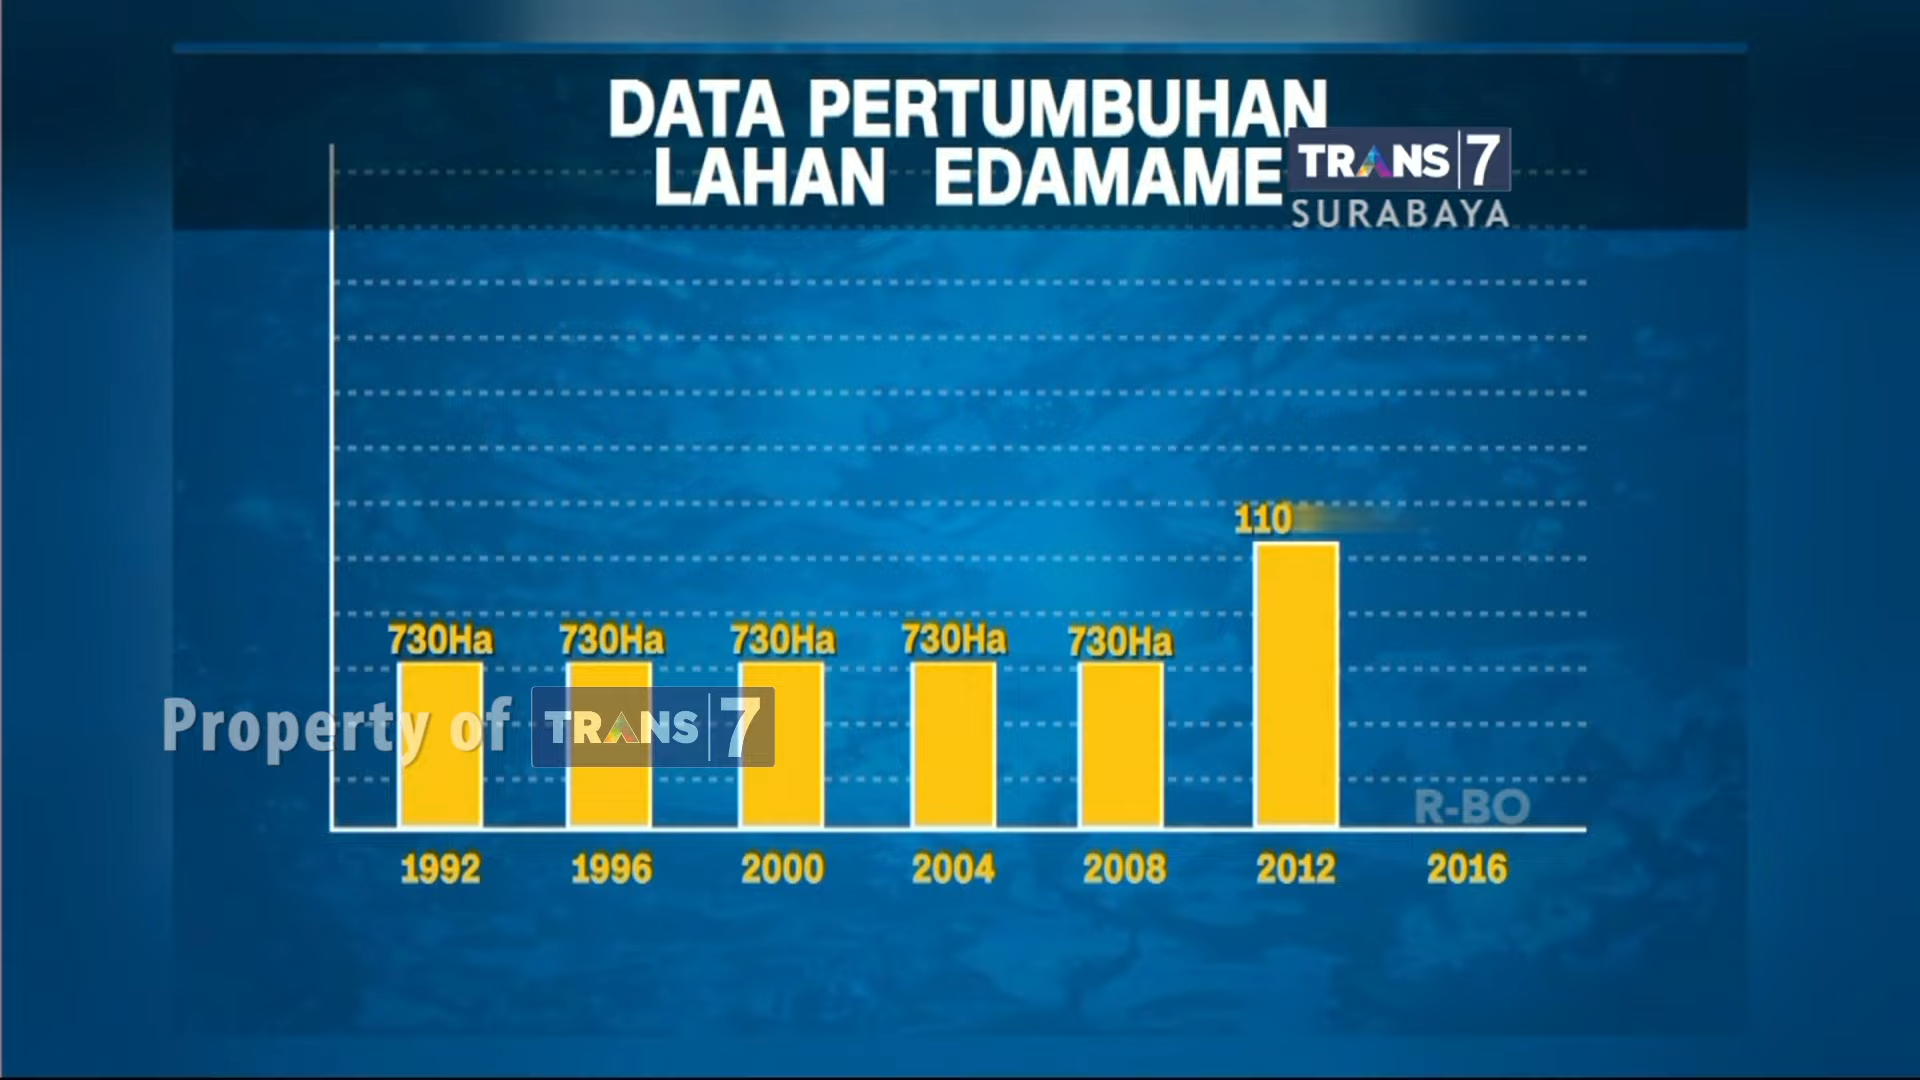 DATA PERTUMBUHAN
LAHAN EDAMAME
TRANS|7
SURABAYA
110
730Ha 730Ha 730Ha 730Ha 730Ha
Property of TRANS|7
R-BO
1992 1996 2000 2004 2008 2012 2016